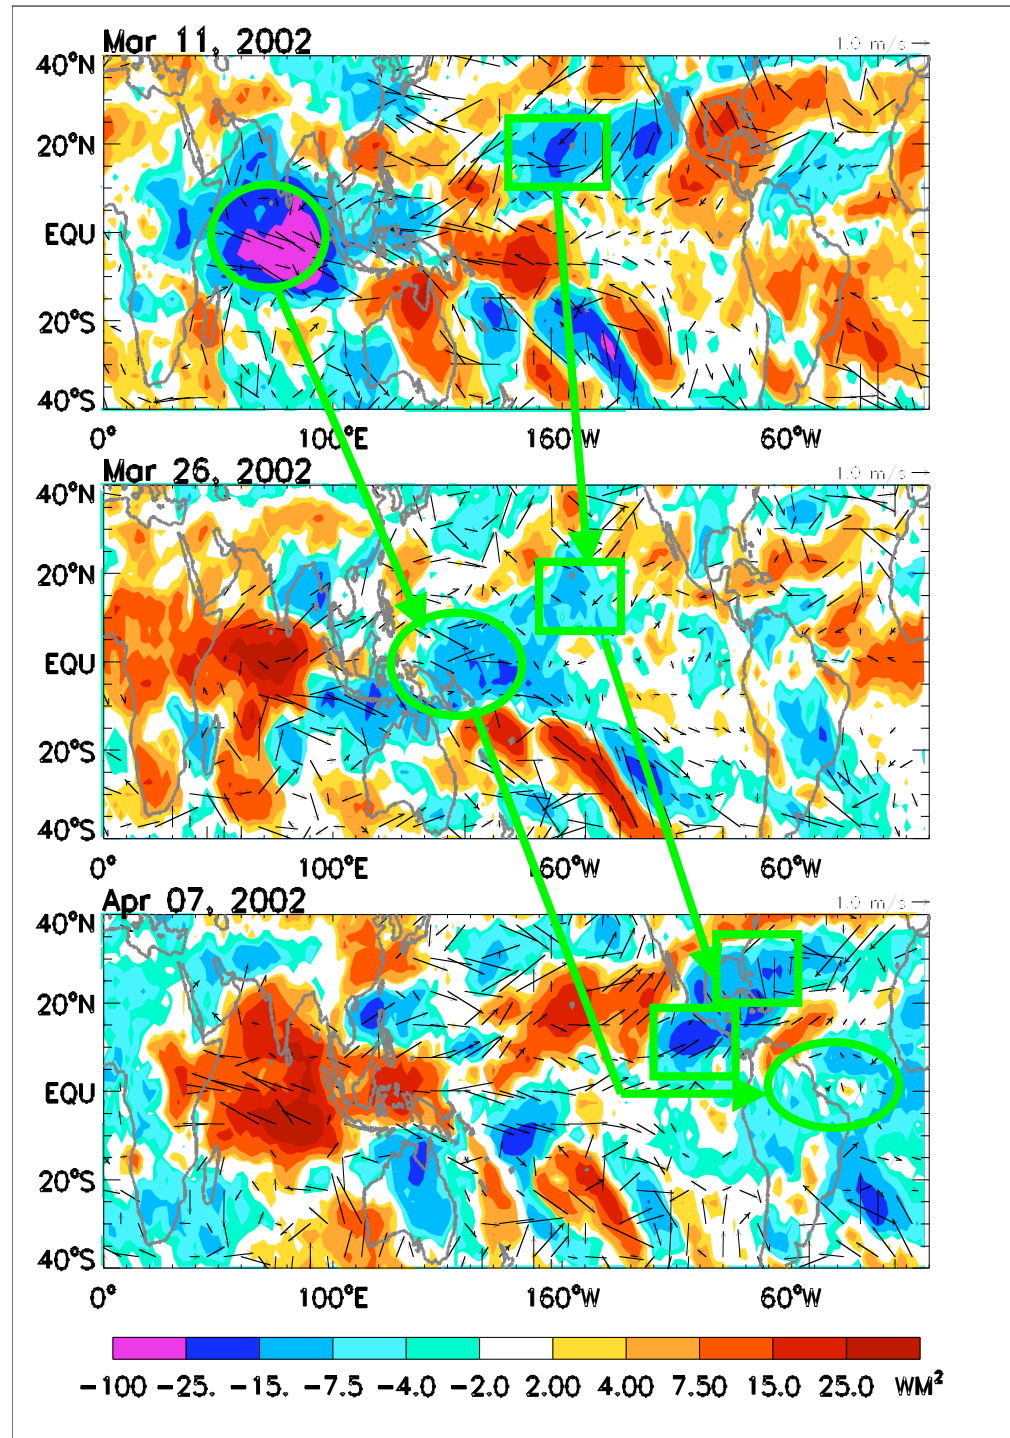 Mar 11, 2002
1.0 m/s →
40°N
20°N
EQU
20°S
40°S
0° 100°E 160°W 60°W
Mar 26, 2002
1.0 m/s →
40°N
20°N
EQU
20°S
40°S
0° 100°E 160°W 60°W
Apr 07, 2002
1.0 m/s →
40°N
20°N
EQU
20°S
40°S
0° 100°E 160°W 60°W
-100 -25. -15. -7.5 -4.0 -2.0 2.00 4.00 7.50 15.0 25.0 WM²